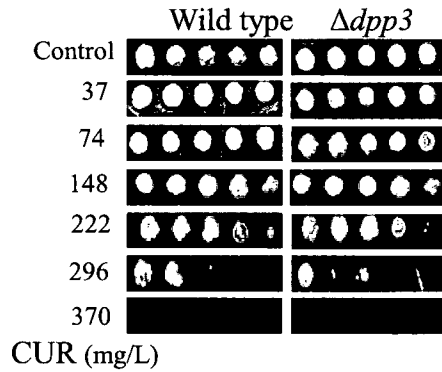 Wild type Δdpp3
Control
37
74
148
222
296
370
CUR (mg/L)